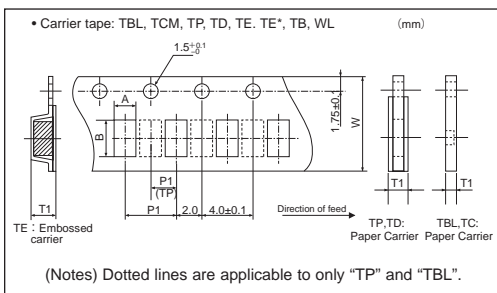 • Carrier tape: TBL, TCM, TP, TD, TE. TE*, TB, WL (mm)
1.5+0.1 -0
A
B
1.75±0.1
W
P1
(TP)
P1
2.0
4.0±0.1
Direction of feed
T1
T1
T1
TE : Embossed
carrier
TP,TD:
Paper Carrier
TBL,TC:
Paper Carrier
(Notes) Dotted lines are applicable to only “TP” and “TBL”.